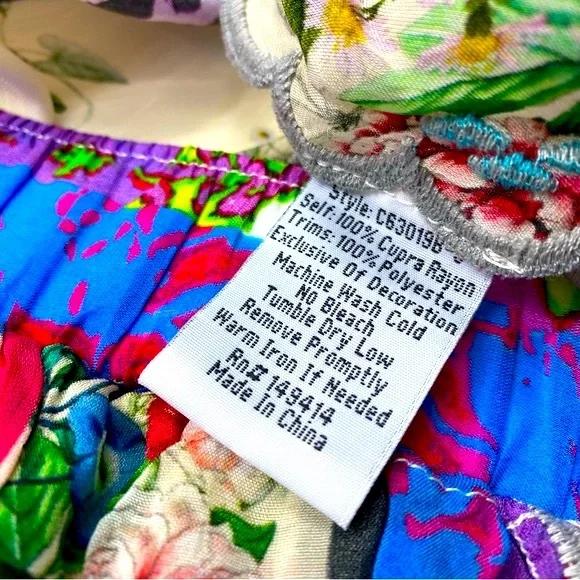 Style: C63019B
Self:100% Cupra Rayon
Trims: 100% Polyester
Exclusive Of Decoration
Machine Wash Cold
No Bleach
Tumble Dry Low
Remove Promptly
Warm Iron If Needed
Rn# 149414
Made In China